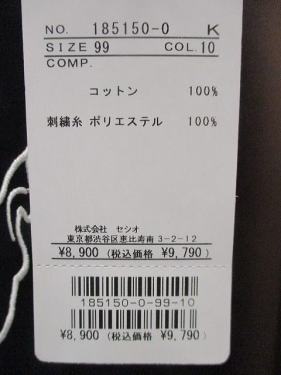 NO. 185150-0 K
SIZE 99 COL. 10
COMP.
コットン 100%
刺繍糸 ポリエステル 100%
株式会社 セシオ
東京都渋谷区恵比寿南 3-2-12
¥8,900 (税込価格 ¥9,790)
185150-0-99-10
¥8,900 (税込価格 ¥9,790)